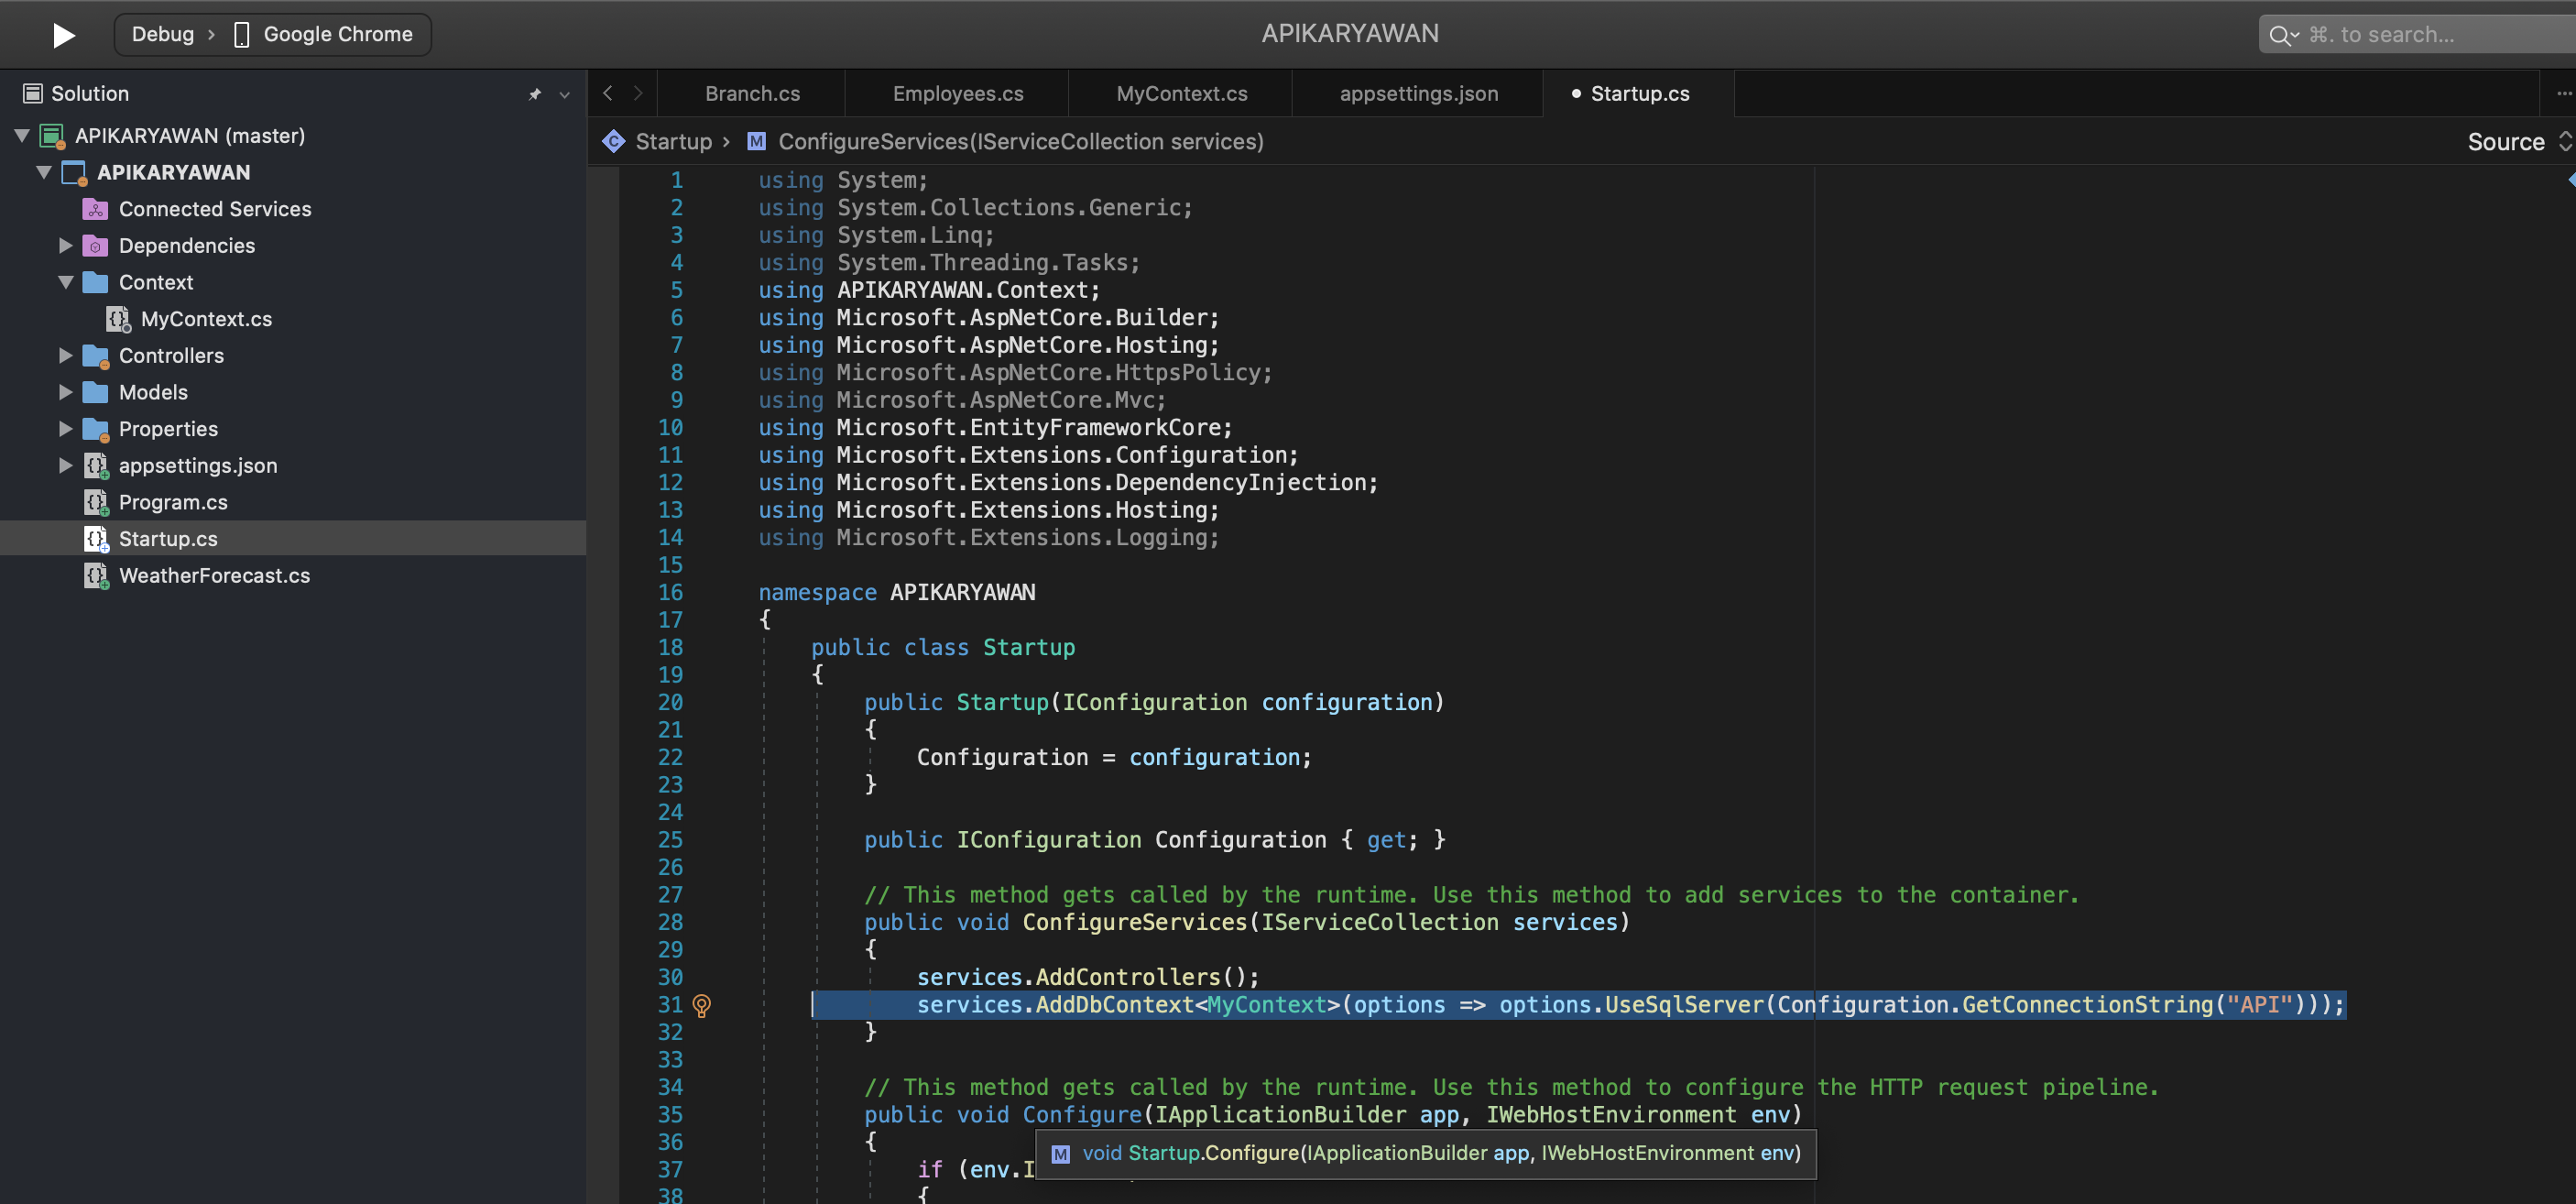 Debug › Google Chrome
APIKARYAWAN
⌘. to search...
Solution
APIKARYAWAN (master)
APIKARYAWAN
Connected Services
Dependencies
Context
MyContext.cs
Controllers
Models
Properties
appsettings.json
Program.cs
Startup.cs
WeatherForecast.cs
Branch.cs
Employees.cs
MyContext.cs
appsettings.json
Startup.cs
Startup › M ConfigureServices(IServiceCollection services)
Source
1 using System;
2 using System.Collections.Generic;
3 using System.Linq;
4 using System.Threading.Tasks;
5 using APIKARYAWAN.Context;
6 using Microsoft.AspNetCore.Builder;
7 using Microsoft.AspNetCore.Hosting;
8 using Microsoft.AspNetCore.HttpsPolicy;
9 using Microsoft.AspNetCore.Mvc;
10 using Microsoft.EntityFrameworkCore;
11 using Microsoft.Extensions.Configuration;
12 using Microsoft.Extensions.DependencyInjection;
13 using Microsoft.Extensions.Hosting;
14 using Microsoft.Extensions.Logging;
15
16 namespace APIKARYAWAN
17 {
18 public class Startup
19 {
20 public Startup(IConfiguration configuration)
21 {
22 Configuration = configuration;
23 }
24
25 public IConfiguration Configuration { get; }
26
27 // This method gets called by the runtime. Use this method to add services to the container.
28 public void ConfigureServices(IServiceCollection services)
29 {
30 services.AddControllers();
31 services.AddDbContext<MyContext>(options => options.UseSqlServer(Configuration.GetConnectionString("API")));
32 }
33
34 // This method gets called by the runtime. Use this method to configure the HTTP request pipeline.
35 public void Configure(IApplicationBuilder app, IWebHostEnvironment env)
36 {
M void Startup.Configure(IApplicationBuilder app, IWebHostEnvironment env)
37 if (env.I
38 {